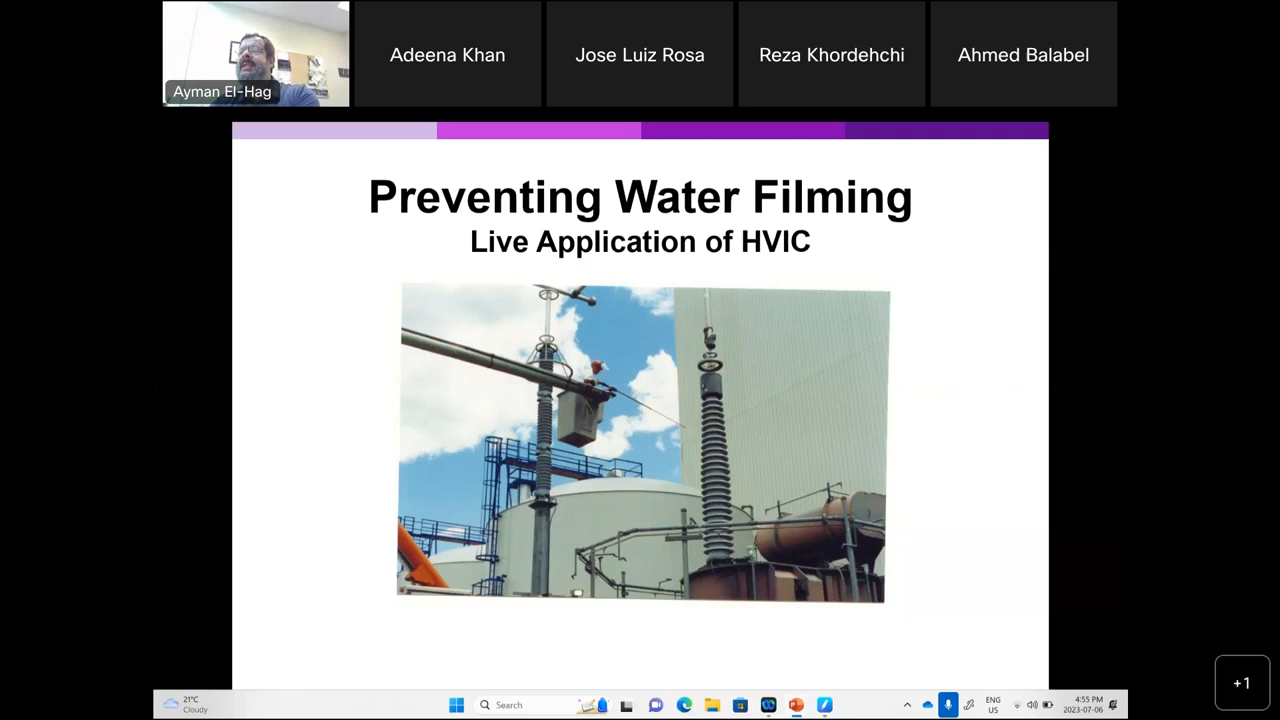 Ayman El-Hag
Adeena Khan
Jose Luiz Rosa
Reza Khordehchi
Ahmed Balabel
Preventing Water Filming
Live Application of HVIC
21°C
Cloudy
Search
ENG
US
4:55 PM
2023-07-06
+1